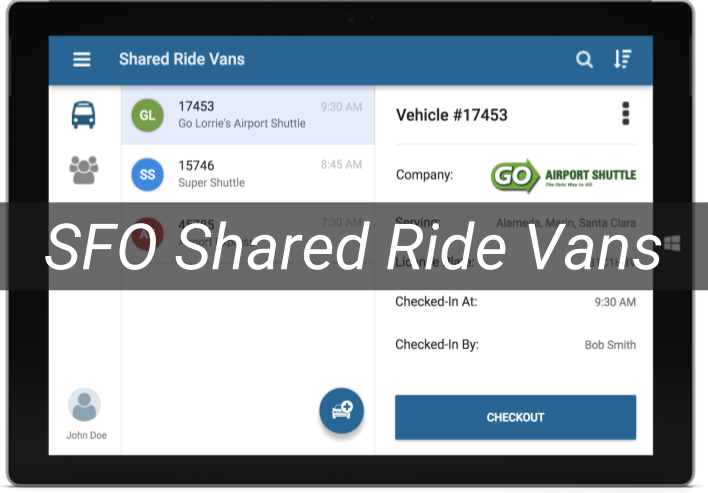 Shared Ride Vans
GL
17453
9:30 AM
Go Lorrie's Airport Shuttle
SS
15746
8:45 AM
Super Shuttle
7:30 AM
Airport Express
SFO Shared Ride Vans
John Doe
Vehicle #17453
Company:
GO AIRPORT SHUTTLE
The Only Way to GO
Serving:
Alameda, Marin, Santa Clara
License Plate:
Checked-In At:
9:30 AM
Checked-In By:
Bob Smith
CHECKOUT